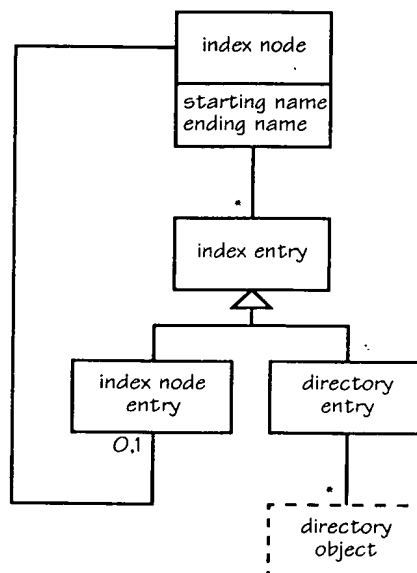 index node
starting name
ending name
*
index entry
index node
entry
directory
entry
0,1
*
directory
object